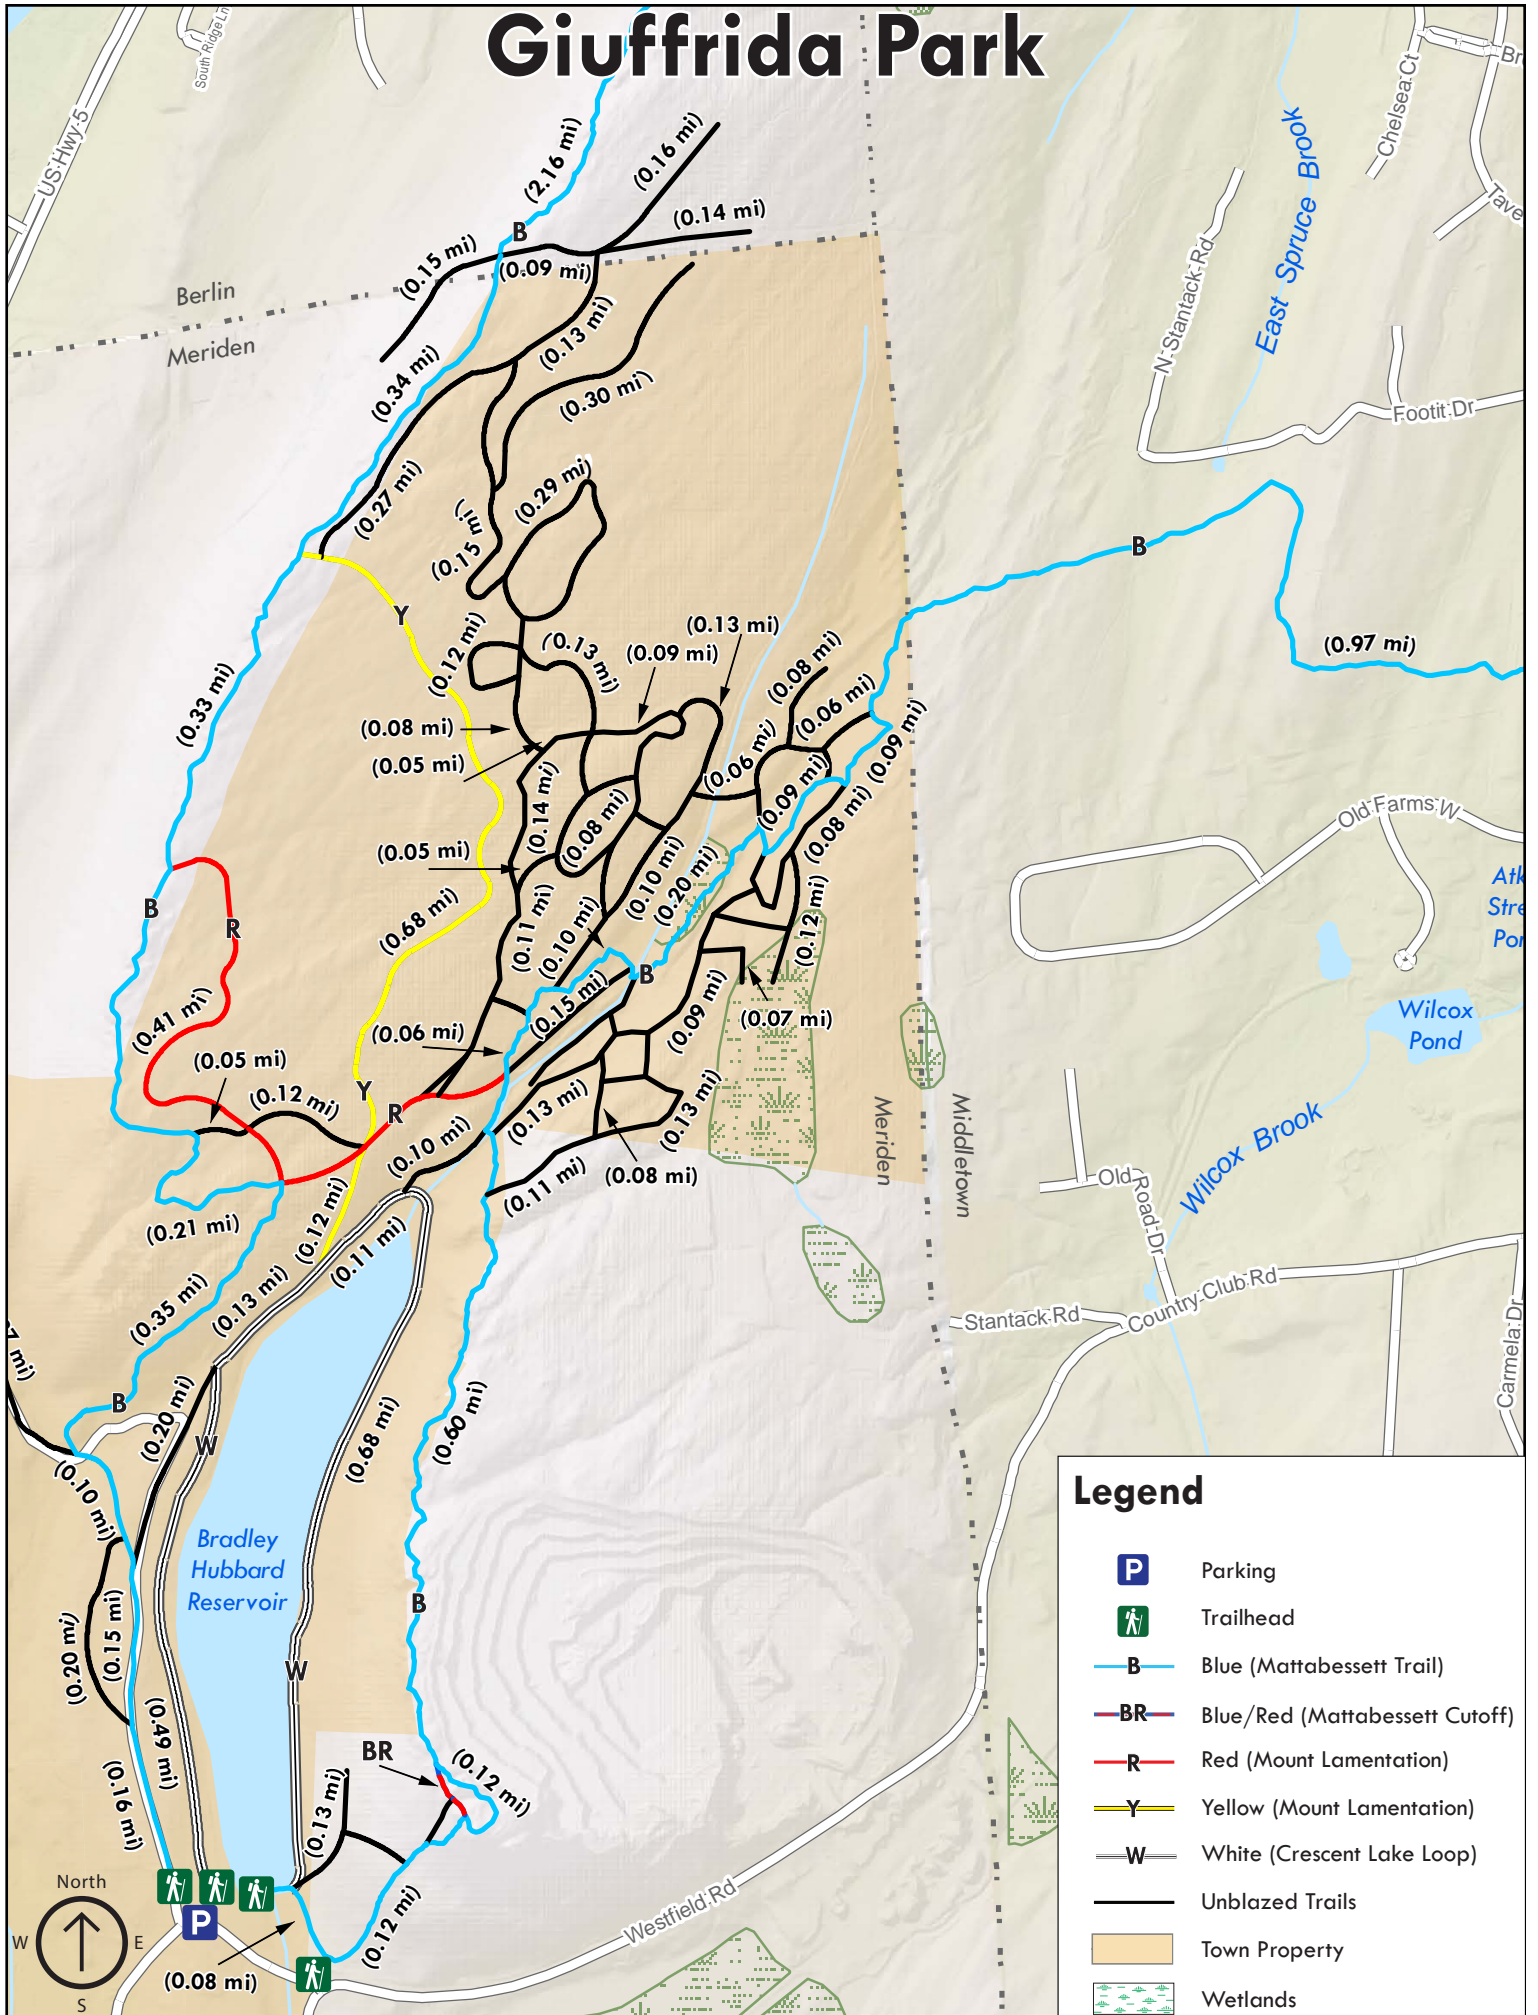 Giuffrida Park
South Ridge Ln
US Hwy 5
Chelsea Ct
(2.16 mi)
(0.16 mi)
East Spruce Brook
B
(0.14 mi)
(0.15 mi)
(0.09 mi)
N Stantack Rd
Berlin
Meriden
(0.13 mi)
(0.34 mi)
(0.30 mi)
Footit Dr
(0.27 mi)
(0.29 mi)
(0.15 mi)
B
Y
(0.13 mi)
(0.12 mi)
(0.13 mi)
(0.09 mi)
(0.08 mi)
(0.97 mi)
(0.33 mi)
(0.06 mi)
(0.08 mi)
(0.09 mi)
(0.05 mi)
(0.06 mi)
(0.14 mi)
(0.09 mi)
(0.08 mi)
(0.08 mi)
Old Farms W
(0.05 mi)
(0.10 mi)
(0.20 mi)
B
R
(0.68 mi)
(0.11 mi)
(0.10 mi)
(0.12 mi)
B
(0.41 mi)
(0.15 mi)
(0.09 mi)
(0.07 mi)
Wilcox
Pond
(0.06 mi)
(0.05 mi)
(0.12 mi)
Y
R
(0.10 mi)
(0.13 mi)
(0.13 mi)
Meriden
Middletown
Wilcox Brook
(0.08 mi)
(0.11 mi)
Old Road Dr
(0.21 mi)
(0.12 mi)
(0.11 mi)
(0.35 mi)
(0.13 mi)
Stantack Rd
Country Club Rd
Carmela Dr
B
(0.20 mi)
W
(0.68 mi)
(0.60 mi)
(0.10 mi)
Bradley
Hubbard
Reservoir
B
(0.20 mi)
(0.15 mi)
W
(0.49 mi)
(0.16 mi)
BR
(0.12 mi)
(0.13 mi)
(0.12 mi)
Westfield Rd
P
(0.08 mi)
North
W
E
S
Legend
P Parking
Trailhead
B Blue (Mattabessett Trail)
BR Blue/Red (Mattabessett Cutoff)
R Red (Mount Lamentation)
Y Yellow (Mount Lamentation)
W White (Crescent Lake Loop)
Unblazed Trails
Town Property
Wetlands